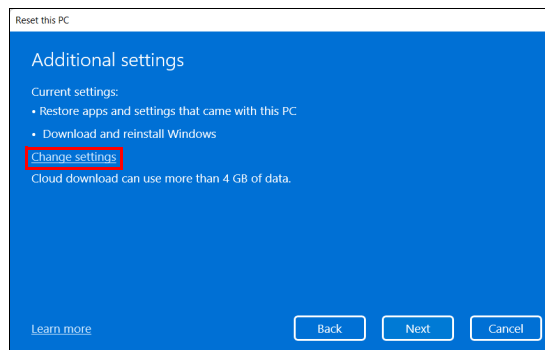 Reset this PC
Additional settings
Current settings:
• Restore apps and settings that came with this PC
• Download and reinstall Windows
Change settings
Cloud download can use more than 4 GB of data.
Learn more
Back
Next
Cancel